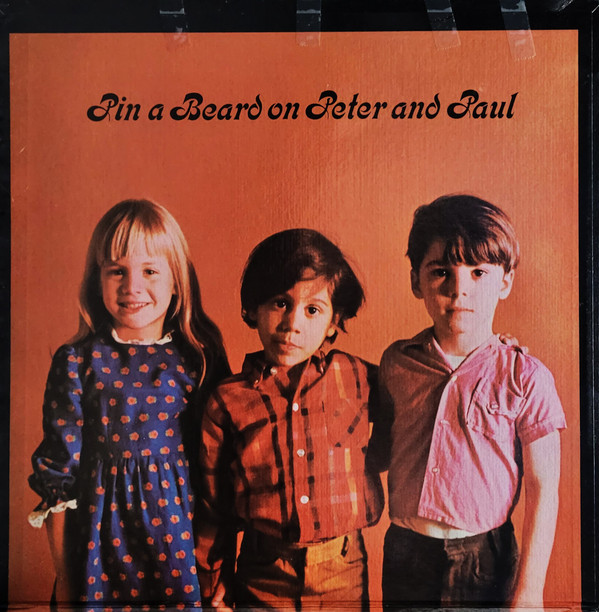 Pin a Beard on Peter and Paul